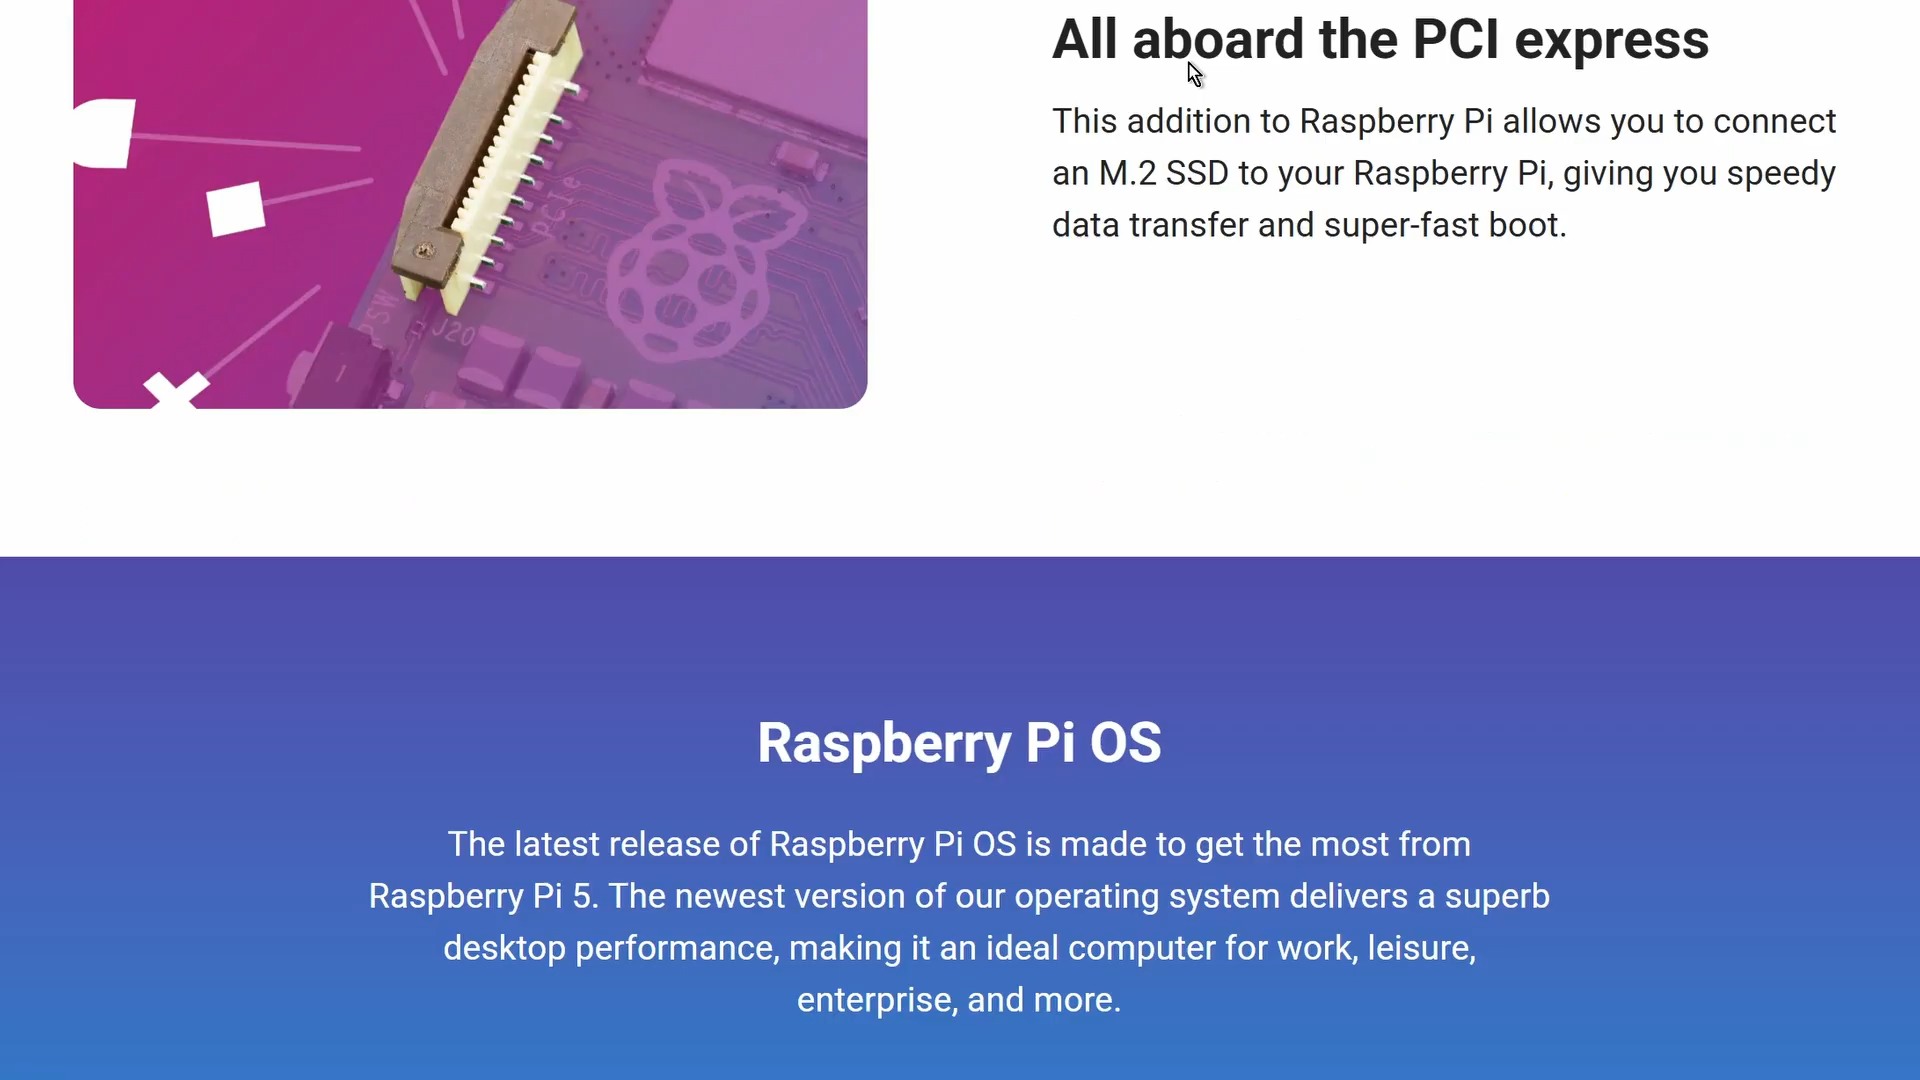 All aboard the PCI express
This addition to Raspberry Pi allows you to connect
an M.2 SSD to your Raspberry Pi, giving you speedy
data transfer and super-fast boot.
PCIe
J20
Raspberry Pi OS
The latest release of Raspberry Pi OS is made to get the most from
Raspberry Pi 5. The newest version of our operating system delivers a superb
desktop performance, making it an ideal computer for work, leisure,
enterprise, and more.